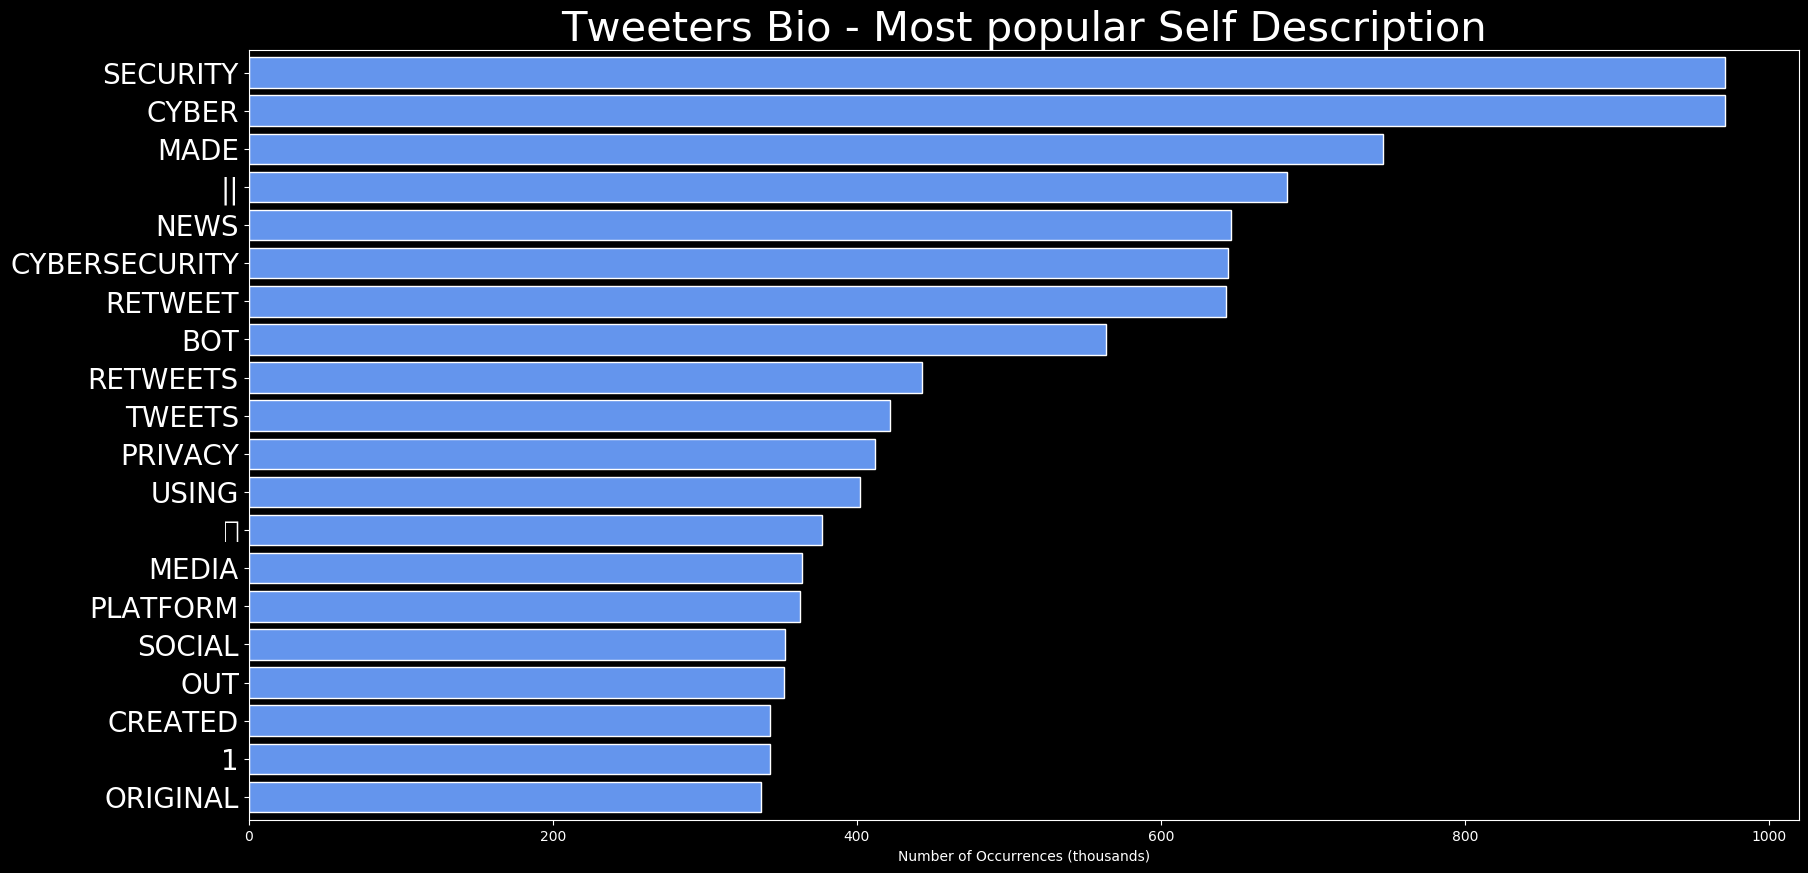 Tweeters Bio - Most popular Self Description
SECURITY
CYBER
MADE
||
NEWS
CYBERSECURITY
RETWEET
BOT
RETWEETS
TWEETS
PRIVACY
USING
MEDIA
PLATFORM
SOCIAL
OUT
CREATED
1
ORIGINAL
0 200 400 600 800 1000
Number of Occurrences (thousands)